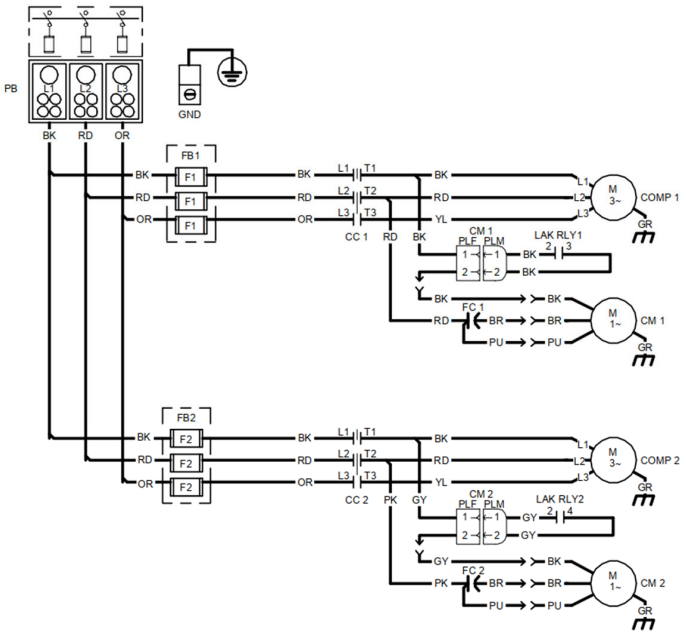 PB L1 L2 L3
GND
BK RD OR
FB1
BK F1 BK L1 T1 BK L1
RD F1 RD L2 T2 RD L2 M 3~ COMP 1
OR F1 OR L3 T3 YL L3
CC 1 RD BK GR
CM 1 LAK RLY1
PLF PLM 2 3
1 1 BK
2 2 BK
BK BK
FC 1 M 1~ CM 1
RD BR BR
PU PU GR
FB2
BK F2 BK L1 T1 BK L1
RD F2 RD L2 T2 RD L2 M 3~ COMP 2
OR F2 OR L3 T3 YL L3
CC 2 PK GY GR
CM 2 LAK RLY2
PLF PLM 2 4
1 1 GY
2 2 GY
GY BK
FC 2 M 1~ CM 2
PK BR BR
PU PU GR